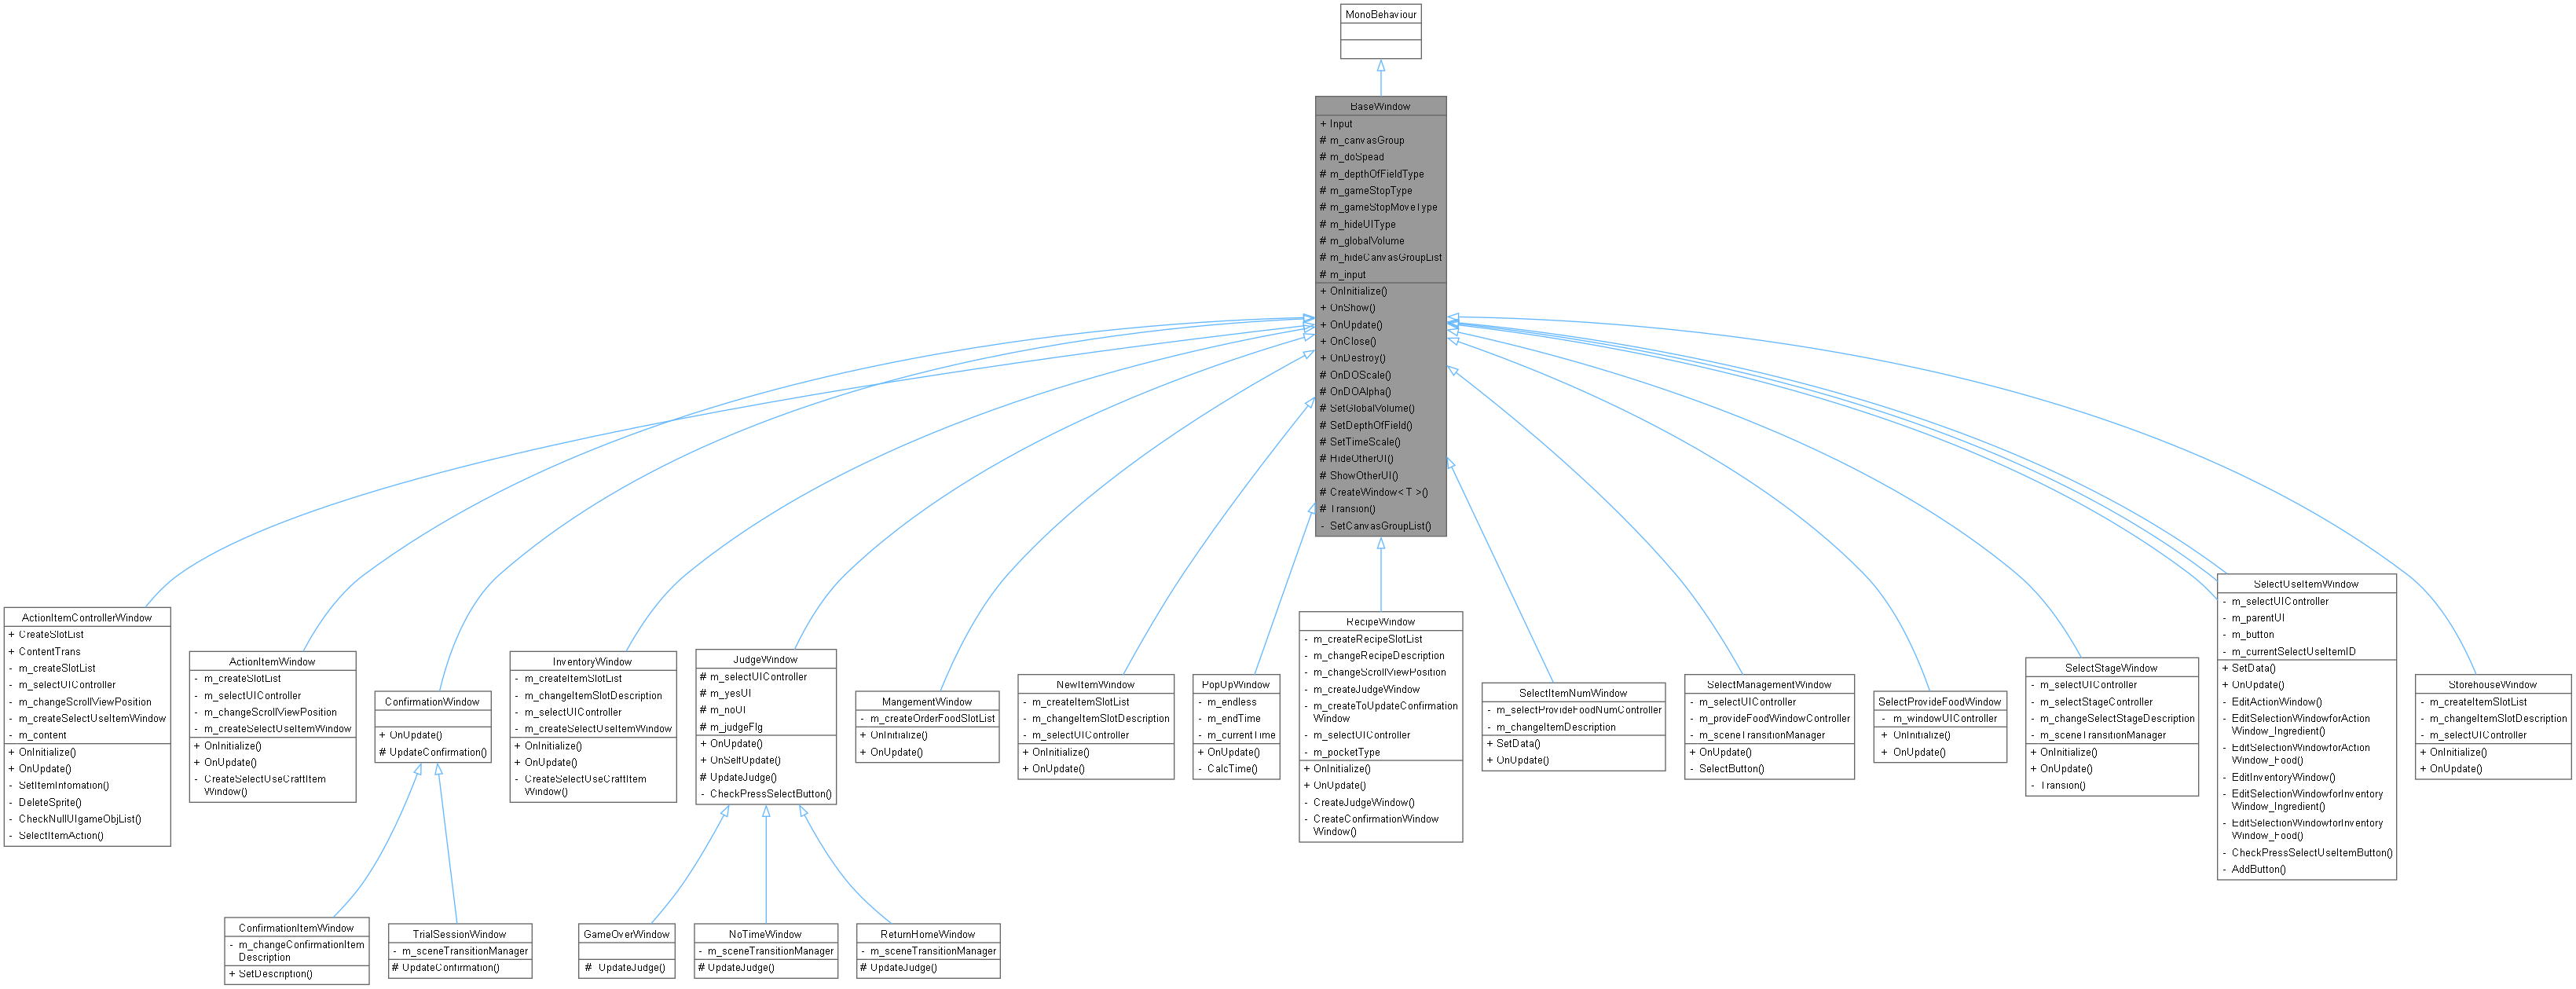 MonoBehaviour
BaseWindow
+ Input
# m_canvasGroup
# m_doSpead
# m_depthOfFieldType
# m_gameStopType
# m_gameStopMoveType
# m_hideUIType
# m_globalVolume
# m_hideCanvasGroupList
# m_input
+ OnInitialize()
+ OnShow()
+ OnUpdate()
+ OnClose()
+ OnDestroy()
# OnDOScale()
# OnDOAlpha()
# SetGlobalVolume()
# SetDepthOfField()
# SetTimeScale()
# HideOtherUI()
# ShowOtherUI()
# CreateWindow< T >()
# Transion()
- SetCanvasGroupList()
ActionItemControllerWindow
+ CreateSlotList
+ ContentTrans
- m_createSlotList
- m_selectUIController
- m_changeScrollViewPosition
- m_createSelectUseItemWindow
- m_content
+ OnInitialize()
+ OnUpdate()
- SetItemInfomation()
- DeleteSprite()
- CheckNullUIgameObjList()
- SelectItemAction()
ActionItemWindow
- m_createSlotList
- m_selectUIController
- m_changeScrollViewPosition
- m_createSelectUseItemWindow
+ OnInitialize()
+ OnUpdate()
- CreateSelectUseCraftItem
Window()
ConfirmationWindow
+ OnUpdate()
# UpdateConfirmation()
InventoryWindow
- m_createItemSlotList
- m_changeItemSlotDescription
- m_selectUIController
- m_createSelectUseItemWindow
+ OnInitialize()
+ OnUpdate()
- CreateSelectUseCraftItem
Window()
JudgeWindow
# m_selectUIController
# m_yesUI
# m_noUI
# m_judgeFlg
+ OnUpdate()
+ OnSelfUpdate()
# UpdateJudge()
- CheckPressSelectButton()
MangementWindow
- m_createOrderFoodSlotList
+ OnInitialize()
+ OnUpdate()
NewItemWindow
- m_createItemSlotList
- m_changeItemSlotDescription
- m_selectUIController
+ OnInitialize()
+ OnUpdate()
PopUpWindow
- m_endless
- m_endTime
- m_currentTime
+ OnUpdate()
- CalcTime()
RecipeWindow
- m_createRecipeSlotList
- m_changeRecipeDescription
- m_changeScrollViewPosition
- m_createJudgeWindow
- m_createToUpdateConfirmation
Window
- m_selectUIController
- m_pocketType
+ OnInitialize()
+ OnUpdate()
- CreateJudgeWindow()
- CreateConfirmationWindow
Window()
SelectItemNumWindow
- m_selectProvideFoodNumController
- m_changeItemDescription
+ SetData()
+ OnUpdate()
SelectManagementWindow
- m_selectUIController
- m_provideFoodWindowController
- m_sceneTransitionManager
+ OnUpdate()
- SelectButton()
SelectProvideFoodWindow
- m_windowUIController
+ OnInitialize()
+ OnUpdate()
SelectStageWindow
- m_selectUIController
- m_selectStageController
- m_changeSelectStageDescription
- m_sceneTransitionManager
+ OnInitialize()
+ OnUpdate()
- Transion()
SelectUseItemWindow
- m_selectUIController
- m_parentUI
- m_button
- m_currentSelectUseItemID
+ SetData()
+ OnUpdate()
- EditActionWindow()
- EditSelectionWindowforAction
Window_Ingredient()
- EditSelectionWindowforAction
Window_Food()
- EditInventoryWindow()
- EditSelectionWindowforInventory
Window_Ingredient()
- EditSelectionWindowforInventory
Window_Food()
- CheckPressSelectUseItemButton()
- AddButton()
StorehouseWindow
- m_createItemSlotList
- m_changeItemSlotDescription
- m_selectUIController
+ OnInitialize()
+ OnUpdate()
ConfirmationItemWindow
- m_changeConfirmationItem
Description
+ SetDescription()
TrialSessionWindow
- m_sceneTransitionManager
# UpdateConfirmation()
GameOverWindow
# UpdateJudge()
NoTimeWindow
- m_sceneTransitionManager
# UpdateJudge()
ReturnHomeWindow
- m_sceneTransitionManager
# UpdateJudge()